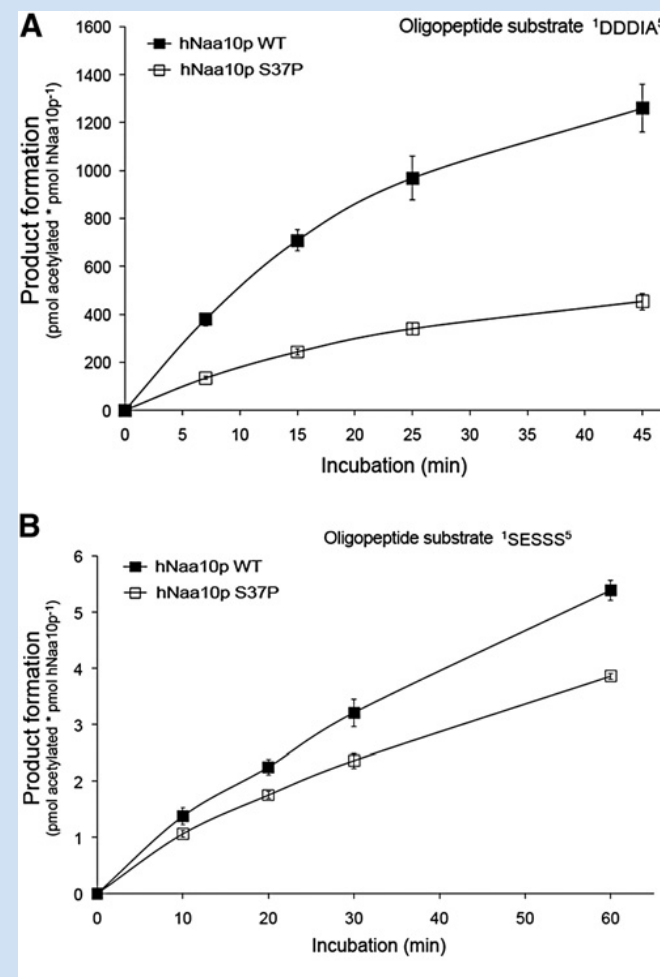 A
Oligopeptide substrate ¹DDDIA⁵
hNaa10p WT
hNaa10p S37P
Product formation
(pmol acetylated * pmol hNaa10p⁻¹)
1600
1400
1200
1000
800
600
400
200
0
0 5 10 15 20 25 30 35 40 45
Incubation (min)
B
Oligopeptide substrate ¹SESSS⁵
hNaa10p WT
hNaa10p S37P
Product formation
(pmol acetylated * pmol hNaa10p⁻¹)
6
5
4
3
2
1
0
0 10 20 30 40 50 60
Incubation (min)